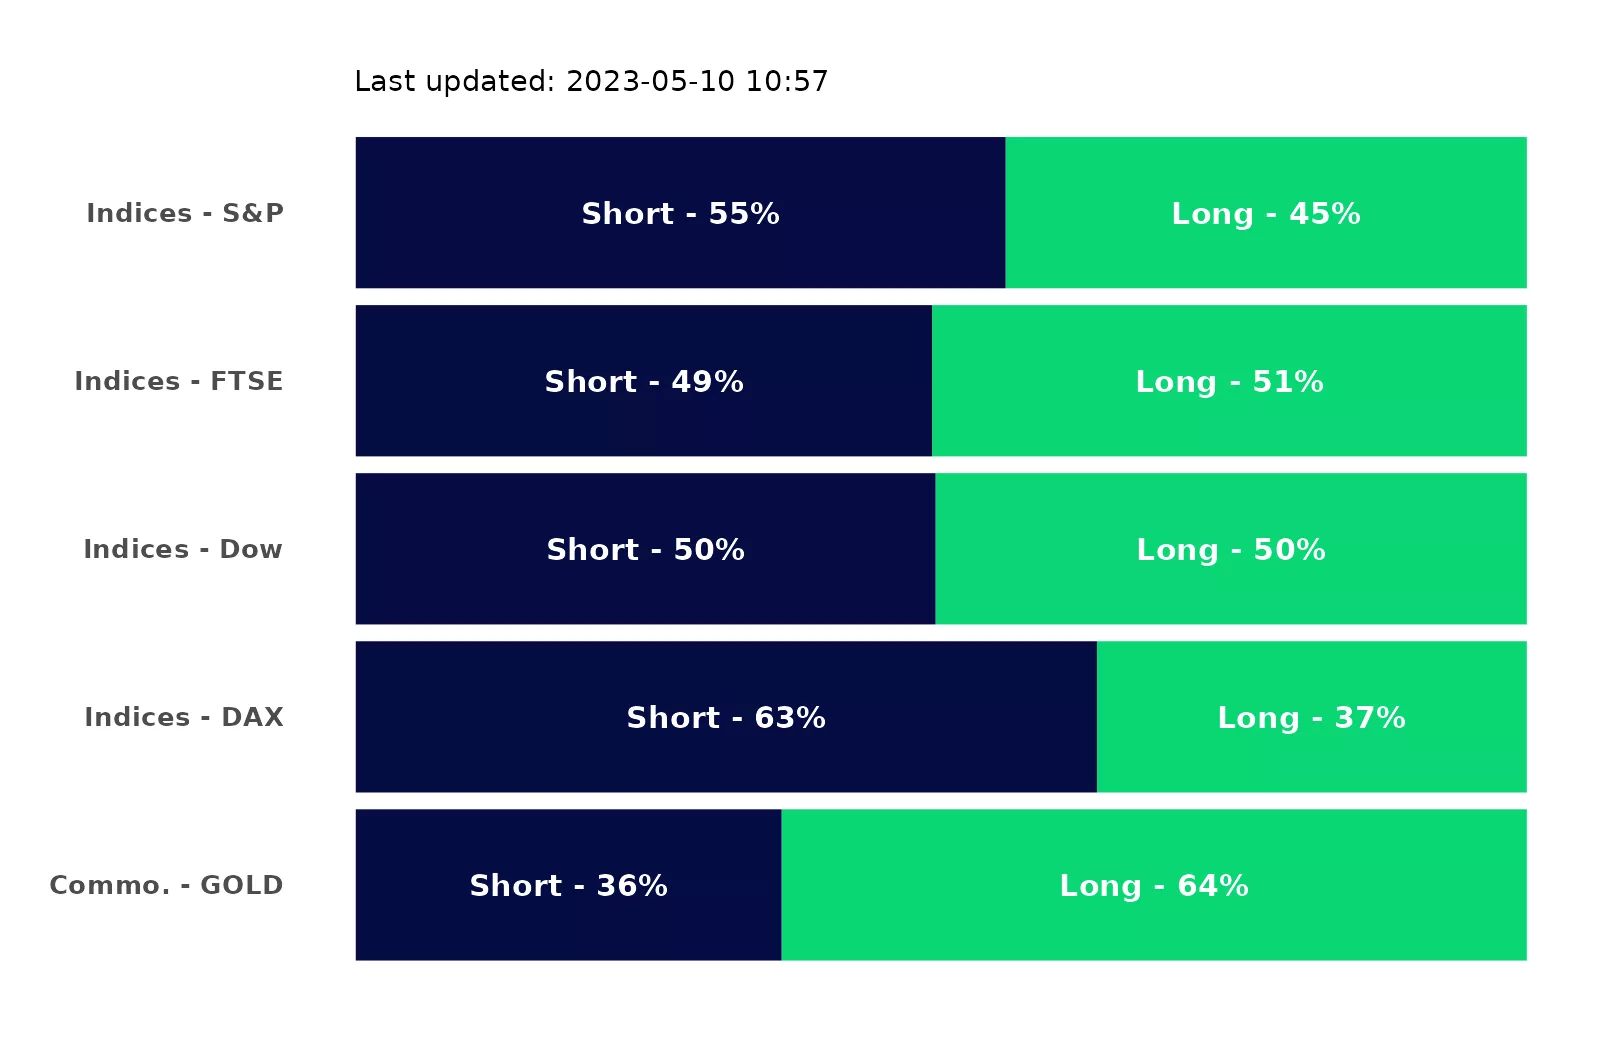 Last updated: 2023-05-10 10:57
Indices - S&P Short - 55% Long - 45%
Indices - FTSE Short - 49% Long - 51%
Indices - Dow Short - 50% Long - 50%
Indices - DAX Short - 63% Long - 37%
Commo. - GOLD Short - 36% Long - 64%